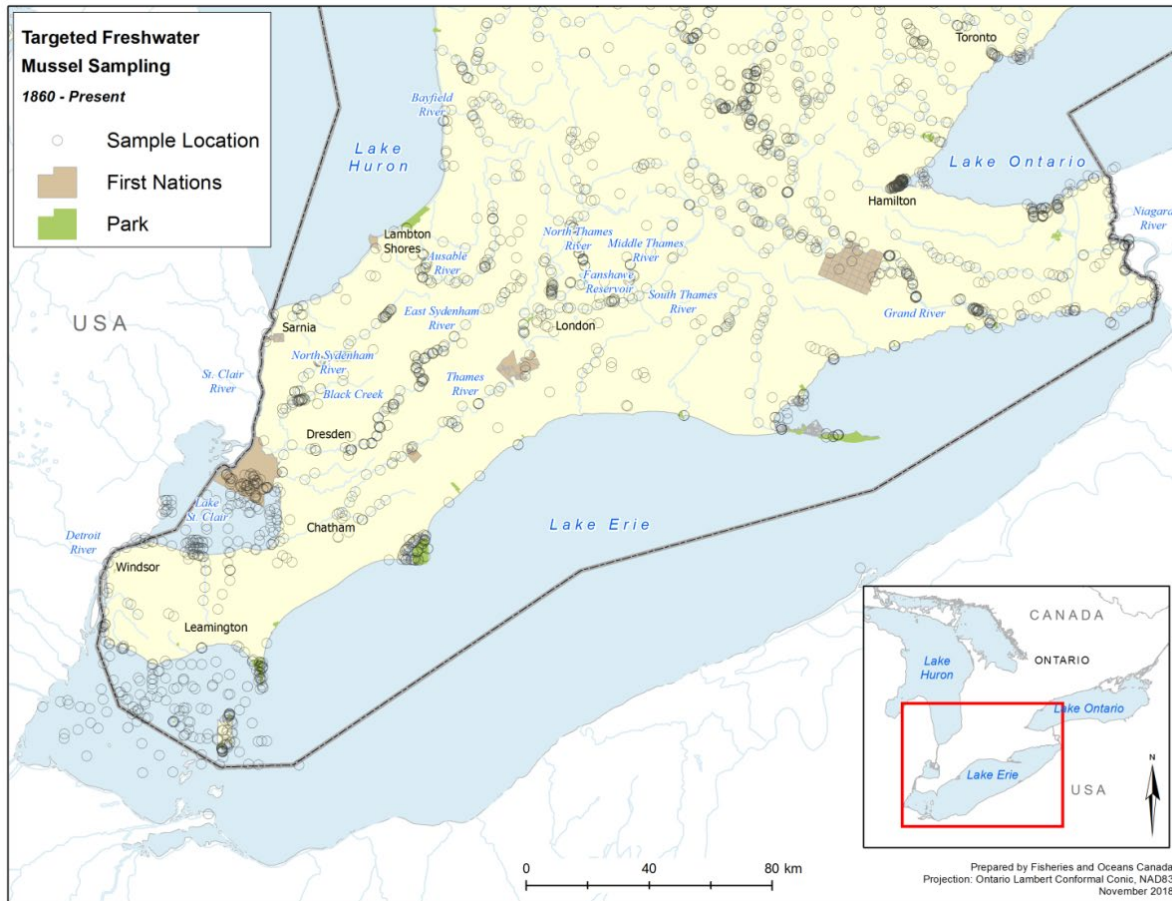 Targeted Freshwater
Mussel Sampling
1860 - Present
Sample Location
First Nations
Park
Toronto
Bayfield
River
Lake
Huron
Lake Ontario
Hamilton
Niagara
River
Lambton
Shores
Ausable
River
North Thames
River
Middle Thames
River
Fanshawe
Reservoir
South Thames
River
East Sydenham
River
London
Grand River
USA
Sarnia
North Sydenham
River
St. Clair
River
Black Creek
Thames
River
Dresden
Lake
St. Clair
Chatham
Lake Erie
Detroit
River
Windsor
Leamington
CANADA
ONTARIO
Lake
Huron
Lake Ontario
Lake Erie
USA
N
0 40 80 km
Prepared by Fisheries and Oceans Canada
Projection: Ontario Lambert Conformal Conic, NAD83
November 2018